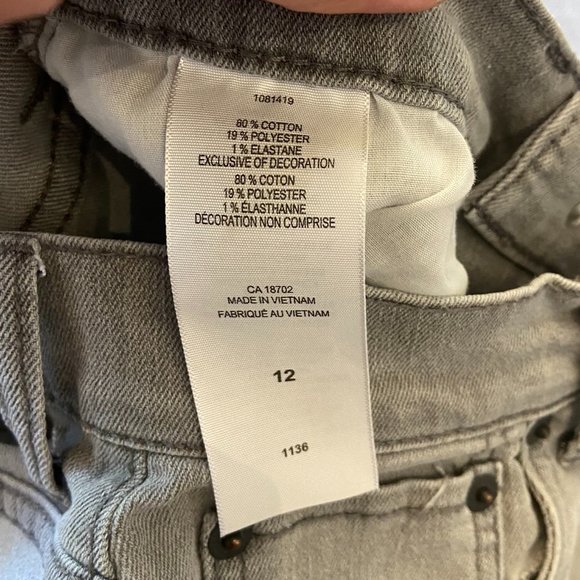 1081419
80 % COTTON
19 % POLYESTER
1 % ELASTANE
EXCLUSIVE OF DECORATION
80 % COTON
19 % POLYESTER
1 % ÉLASTHANNE
DÉCORATION NON COMPRISE
CA 18702
MADE IN VIETNAM
FABRIQUÉ AU VIETNAM
12
1136